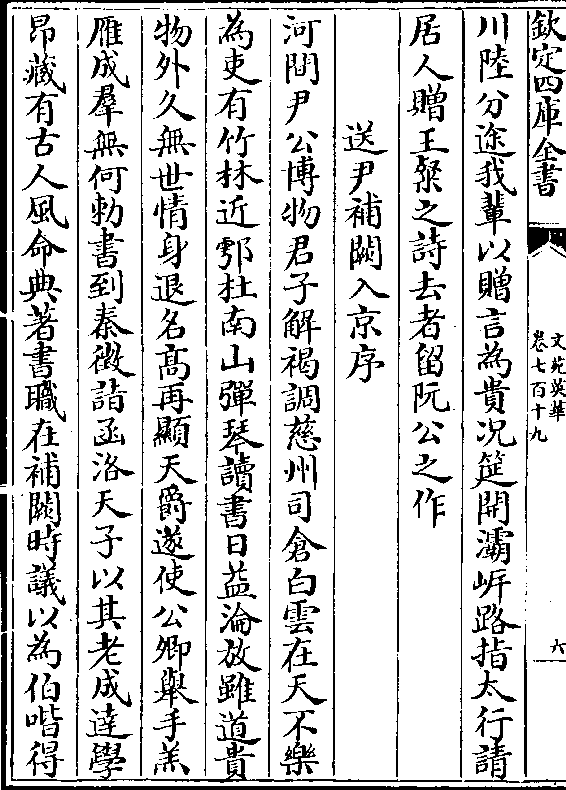 欽定四庫全書
文苑英華
卷七百十九
六
川陸分途我輩以贈言為貴况筵開灞岸路指太行請
居人贈王粲之詩去者留阮公之作
送尹補闕入京序
河間尹公博物君子解褐調慈州司倉白雲在天不樂
為吏有竹林近鄠杜南山彈琴讀書日益淪放雖道貴
物外久無世情身退名髙再顯天爵遂使公卿舉手羔
雁成羣無何勅書到秦徴詣函洛天子以其老成達學
昂藏有古人風命典著書職在補闕時議以為伯喈得